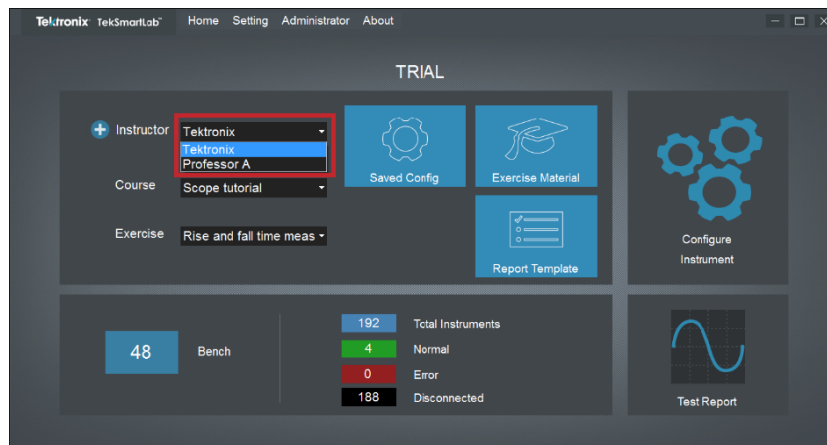 Tektronix TekSmartLab™ Home Setting Administrator About
TRIAL
Instructor Tektronix
Tektronix
Professor A
Course Scope tutorial
Exercise Rise and fall time meas
Saved Config
Exercise Material
Report Template
Configure
Instrument
48 Bench
192 Total Instruments
4 Normal
0 Error
188 Disconnected
Test Report